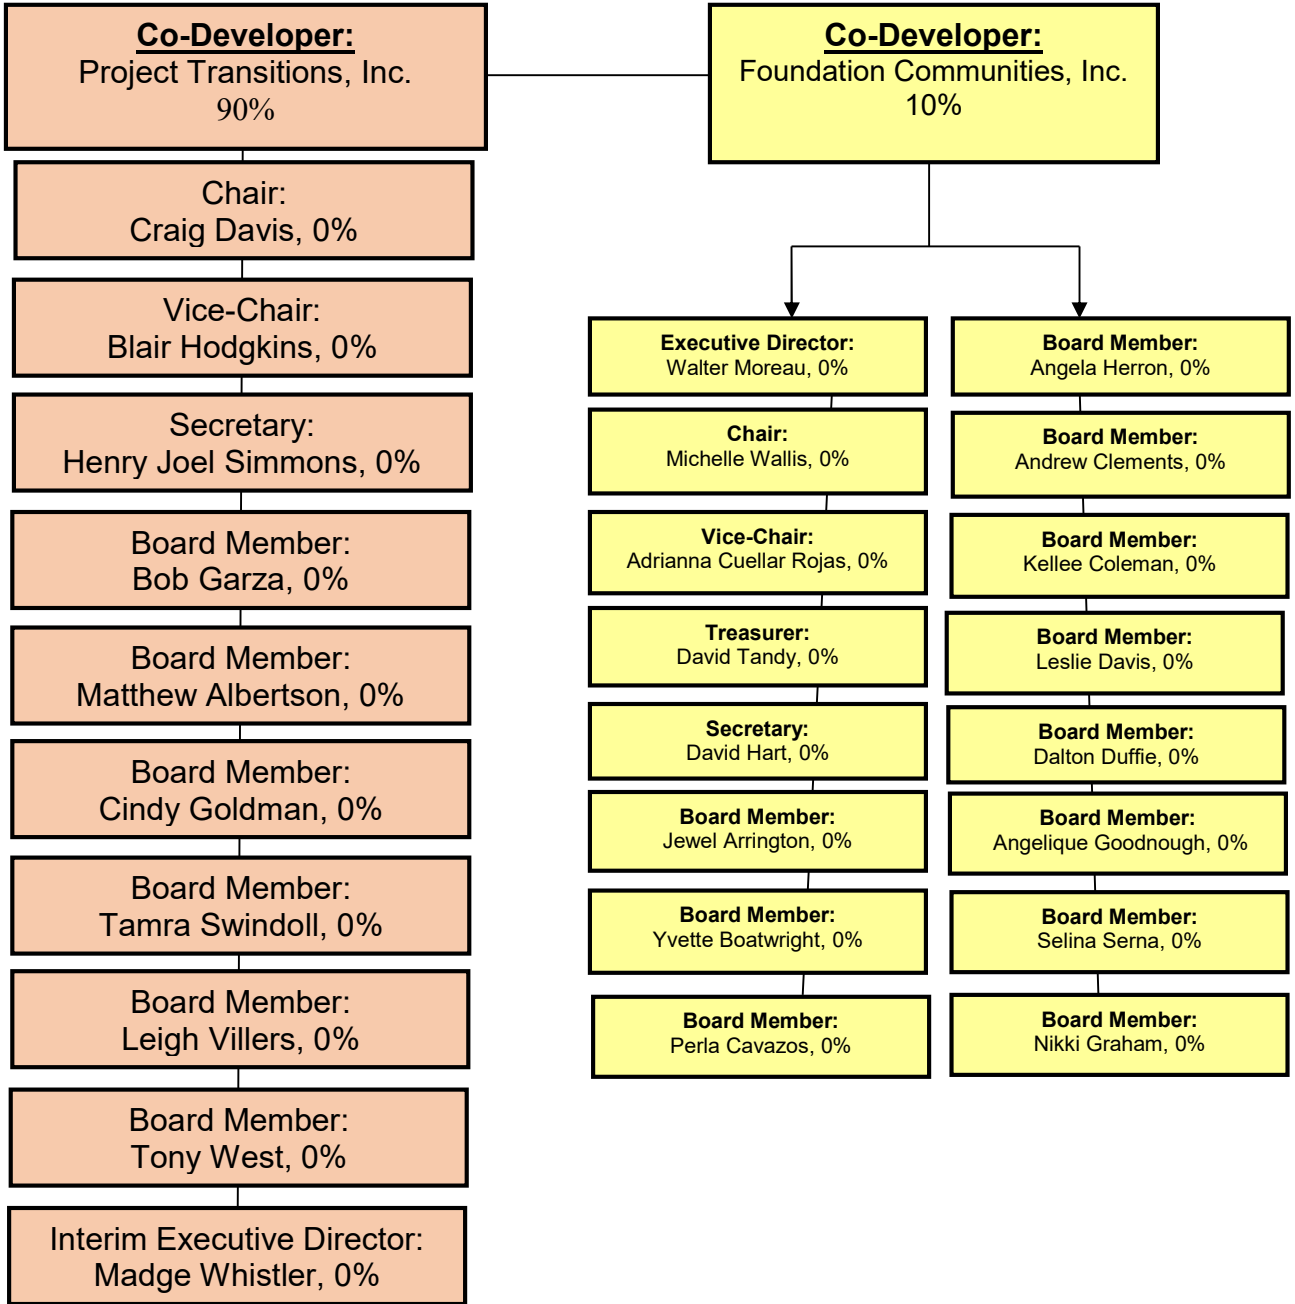 Co-Developer:
Project Transitions, Inc.
90%
Chair:
Craig Davis, 0%
Vice-Chair:
Blair Hodgkins, 0%
Secretary:
Henry Joel Simmons, 0%
Board Member:
Bob Garza, 0%
Board Member:
Matthew Albertson, 0%
Board Member:
Cindy Goldman, 0%
Board Member:
Tamra Swindoll, 0%
Board Member:
Leigh Villers, 0%
Board Member:
Tony West, 0%
Interim Executive Director:
Madge Whistler, 0%
Co-Developer:
Foundation Communities, Inc.
10%
Executive Director:
Walter Moreau, 0%
Chair:
Michelle Wallis, 0%
Vice-Chair:
Adrianna Cuellar Rojas, 0%
Treasurer:
David Tandy, 0%
Secretary:
David Hart, 0%
Board Member:
Jewel Arrington, 0%
Board Member:
Yvette Boatwright, 0%
Board Member:
Perla Cavazos, 0%
Board Member:
Angela Herron, 0%
Board Member:
Andrew Clements, 0%
Board Member:
Kellee Coleman, 0%
Board Member:
Leslie Davis, 0%
Board Member:
Dalton Duffie, 0%
Board Member:
Angelique Goodnough, 0%
Board Member:
Selina Serna, 0%
Board Member:
Nikki Graham, 0%